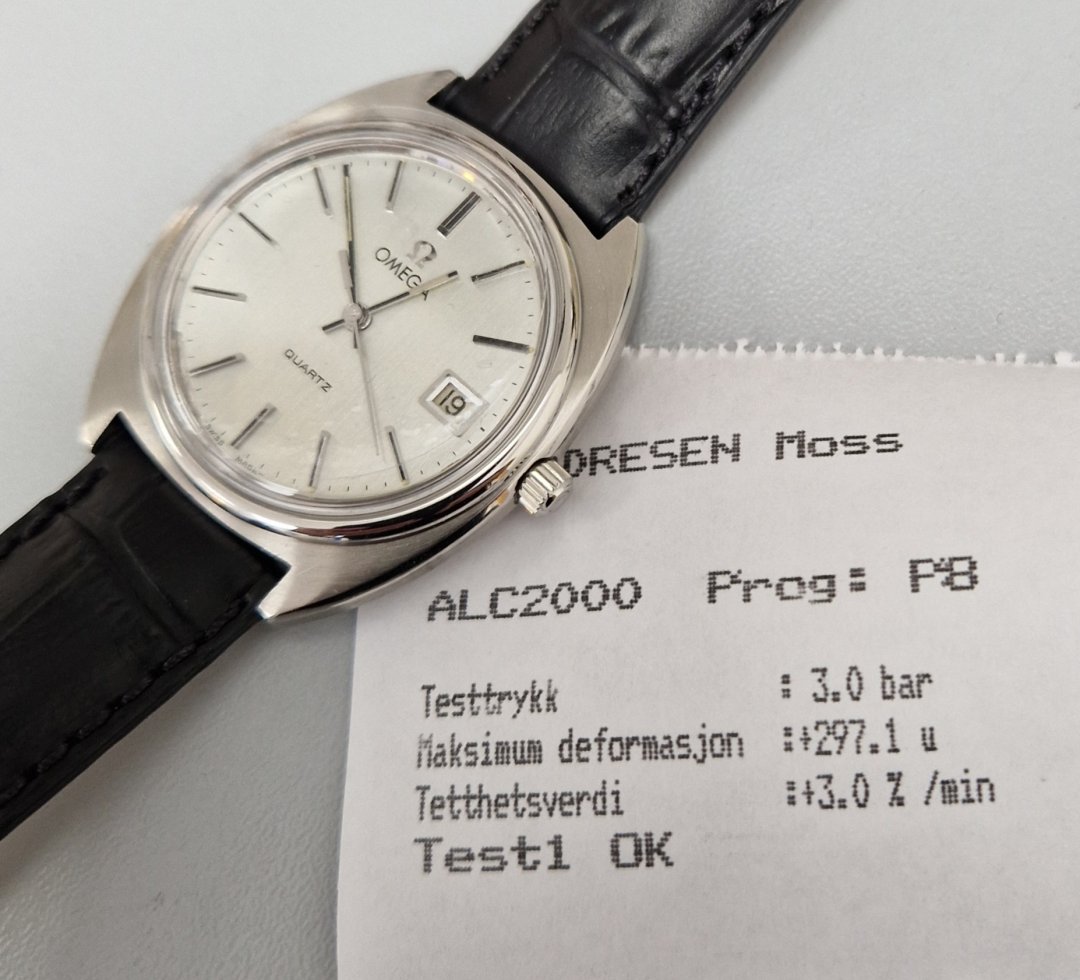 OMEGA
QUARTZ
19
SWISS
DRESEN Moss
ALC2000 Prog: P8
Testtrykk : 3.0 bar
Maksimum deformasjon :+297.1 u
Tetthetsverdi :+3.0 % /min
Test1 OK